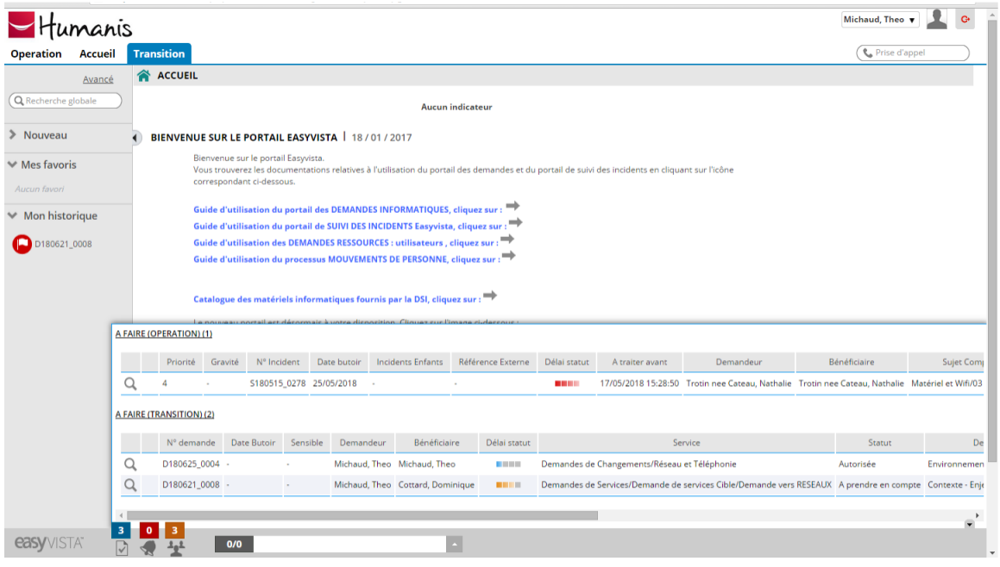 Humanis
Michaud, Theo ▼
Operation Accueil Transition
Prise d'appel
Avancé
Recherche globale
Nouveau
Mes favoris
Aucun favori
Mon historique
D180621_0008
ACCUEIL
Aucun indicateur
BIENVENUE SUR LE PORTAIL EASYVISTA | 18 / 01 / 2017
Bienvenue sur le portail Easyvista.
Vous trouverez les documentations relatives à l'utilisation du portail des demandes et du portail de suivi des incidents en cliquant sur l'icône
correspondant ci-dessous.
Guide d'utilisation du portail des DEMANDES INFORMATIQUES, cliquez sur :
Guide d'utilisation du portail de SUIVI DES INCIDENTS Easyvista, cliquez sur :
Guide d'utilisation des DEMANDES RESSOURCES : utilisateurs , cliquez sur :
Guide d'utilisation du processus MOUVEMENTS DE PERSONNE, cliquez sur :
Catalogue des matériels informatiques fournis par la DSI, cliquez sur :
Le nouveau portail est désormais à votre disposition. Cliquez sur l'image ci-dessous :
A FAIRE (OPERATION) (1)
Priorité Gravité N° Incident Date butoir Incidents Enfants Référence Externe Délai statut A traiter avant Demandeur Bénéficiaire Sujet Com
4 - S180515_0278 25/05/2018 - - 17/05/2018 15:28:50 Trotin nee Cateau, Nathalie Trotin nee Cateau, Nathalie Matériel et Wifi/03
A FAIRE (TRANSITION) (2)
N° demande Date Butoir Sensible Demandeur Bénéficiaire Délai statut Service Statut De
D180625_0004 - - Michaud, Theo Michaud, Theo Demandes de Changements/Réseau et Téléphonie Autorisée Environnemen
D180621_0008 - - Michaud, Theo Cottard, Dominique Demandes de Services/Demande de services Cible/Demande vers RESEAUX A prendre en compte Contexte - Enje
3 0 3
easyVISTA
0/0